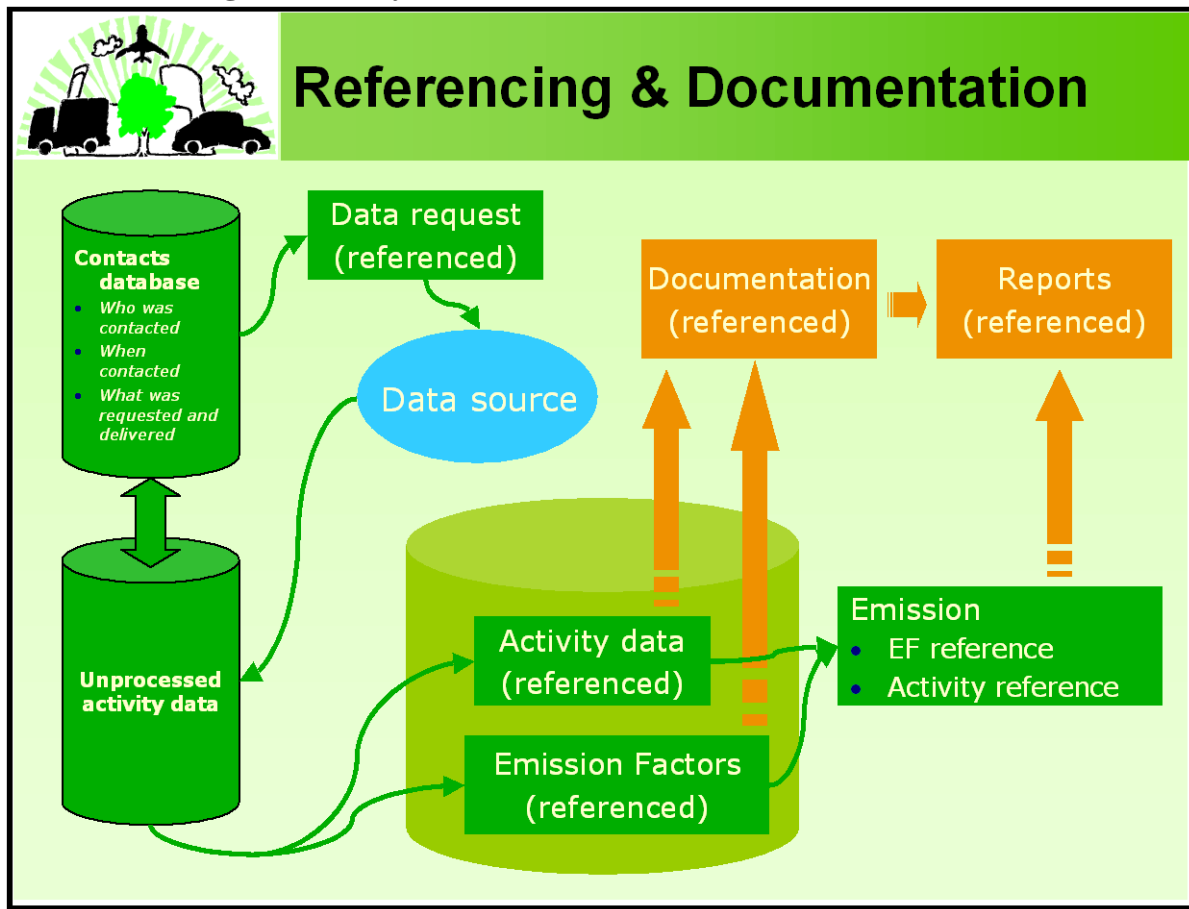 Referencing & Documentation
Contacts
database
• Who was
contacted
• When
contacted
• What was
requested and
delivered
Data request
(referenced)
Data source
Documentation
(referenced)
Reports
(referenced)
Unprocessed
activity data
Activity data
(referenced)
Emission Factors
(referenced)
Emission
• EF reference
• Activity reference